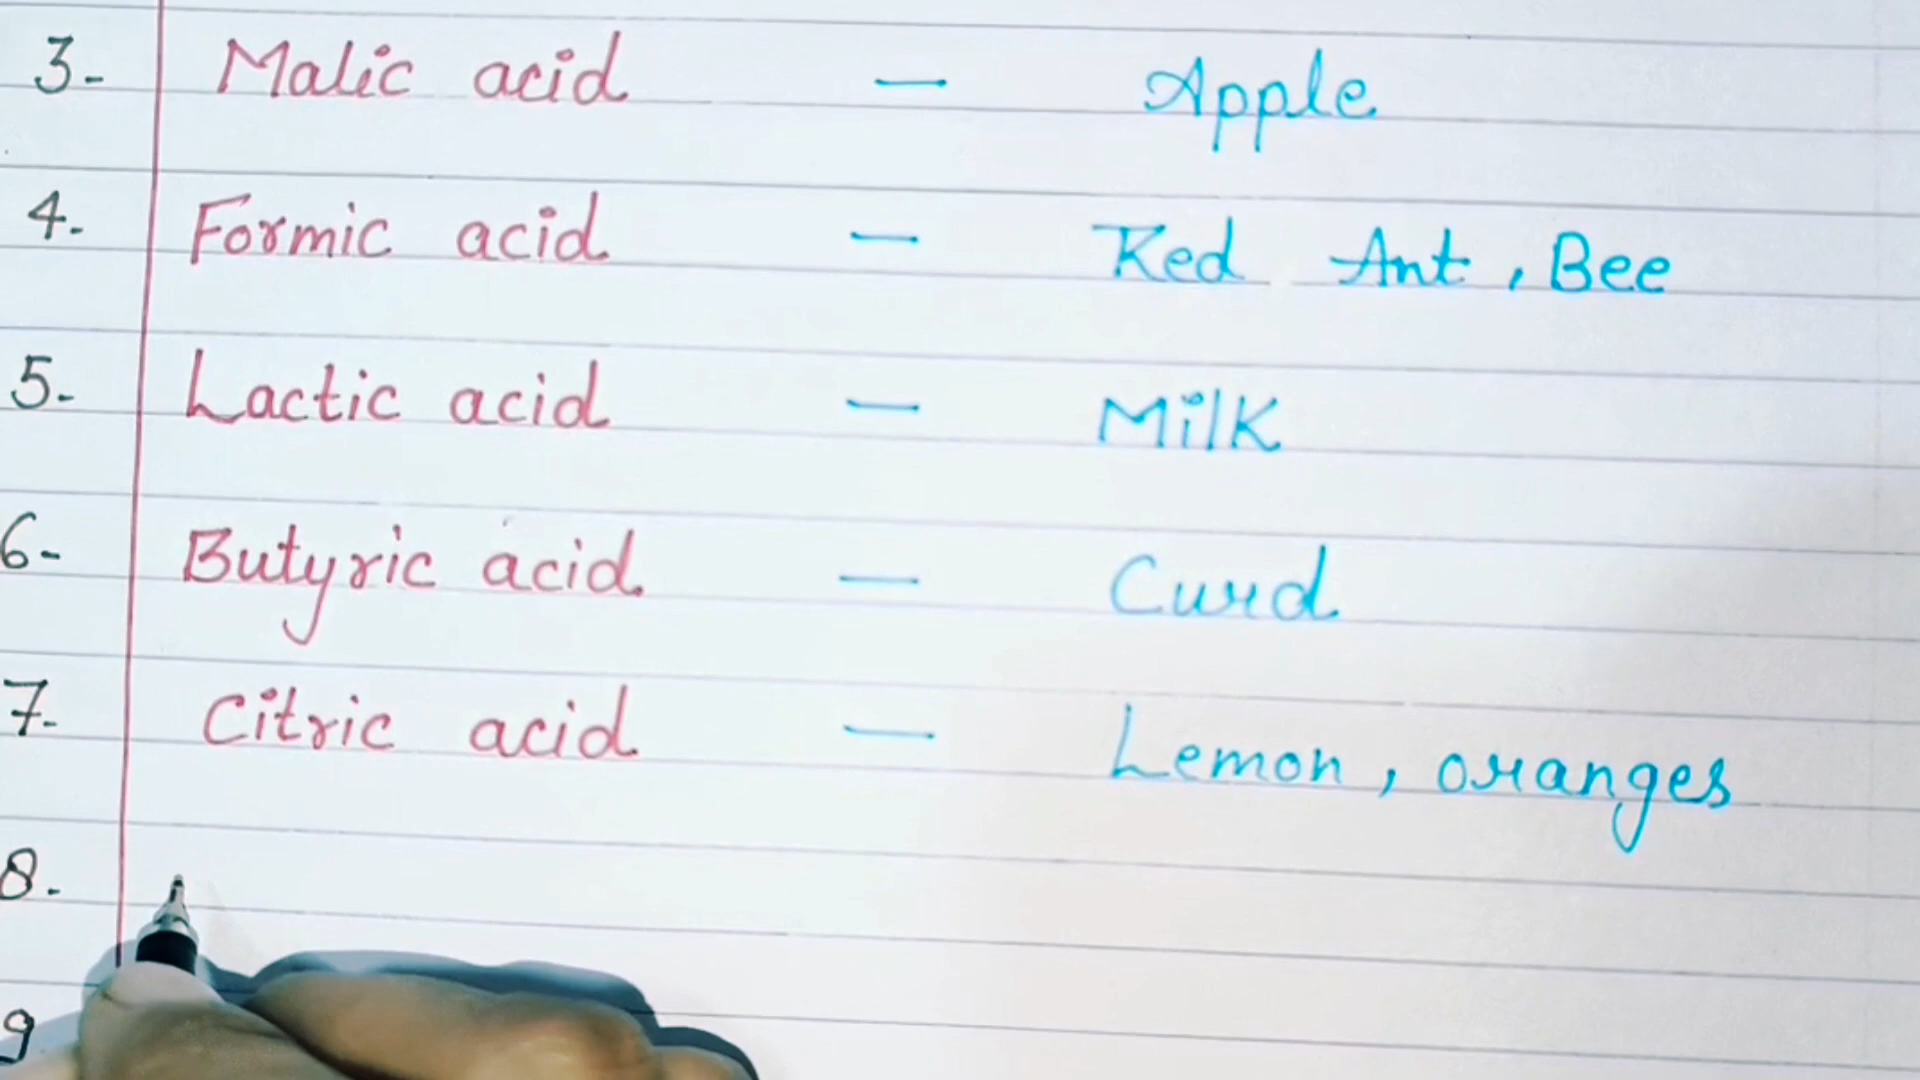 3- Malic acid — Apple
4. Formic acid — Red Ant, Bee
5- Lactic acid — Milk
6- Butyric acid — Curd
7. Citric acid — Lemon, oranges
8.
9